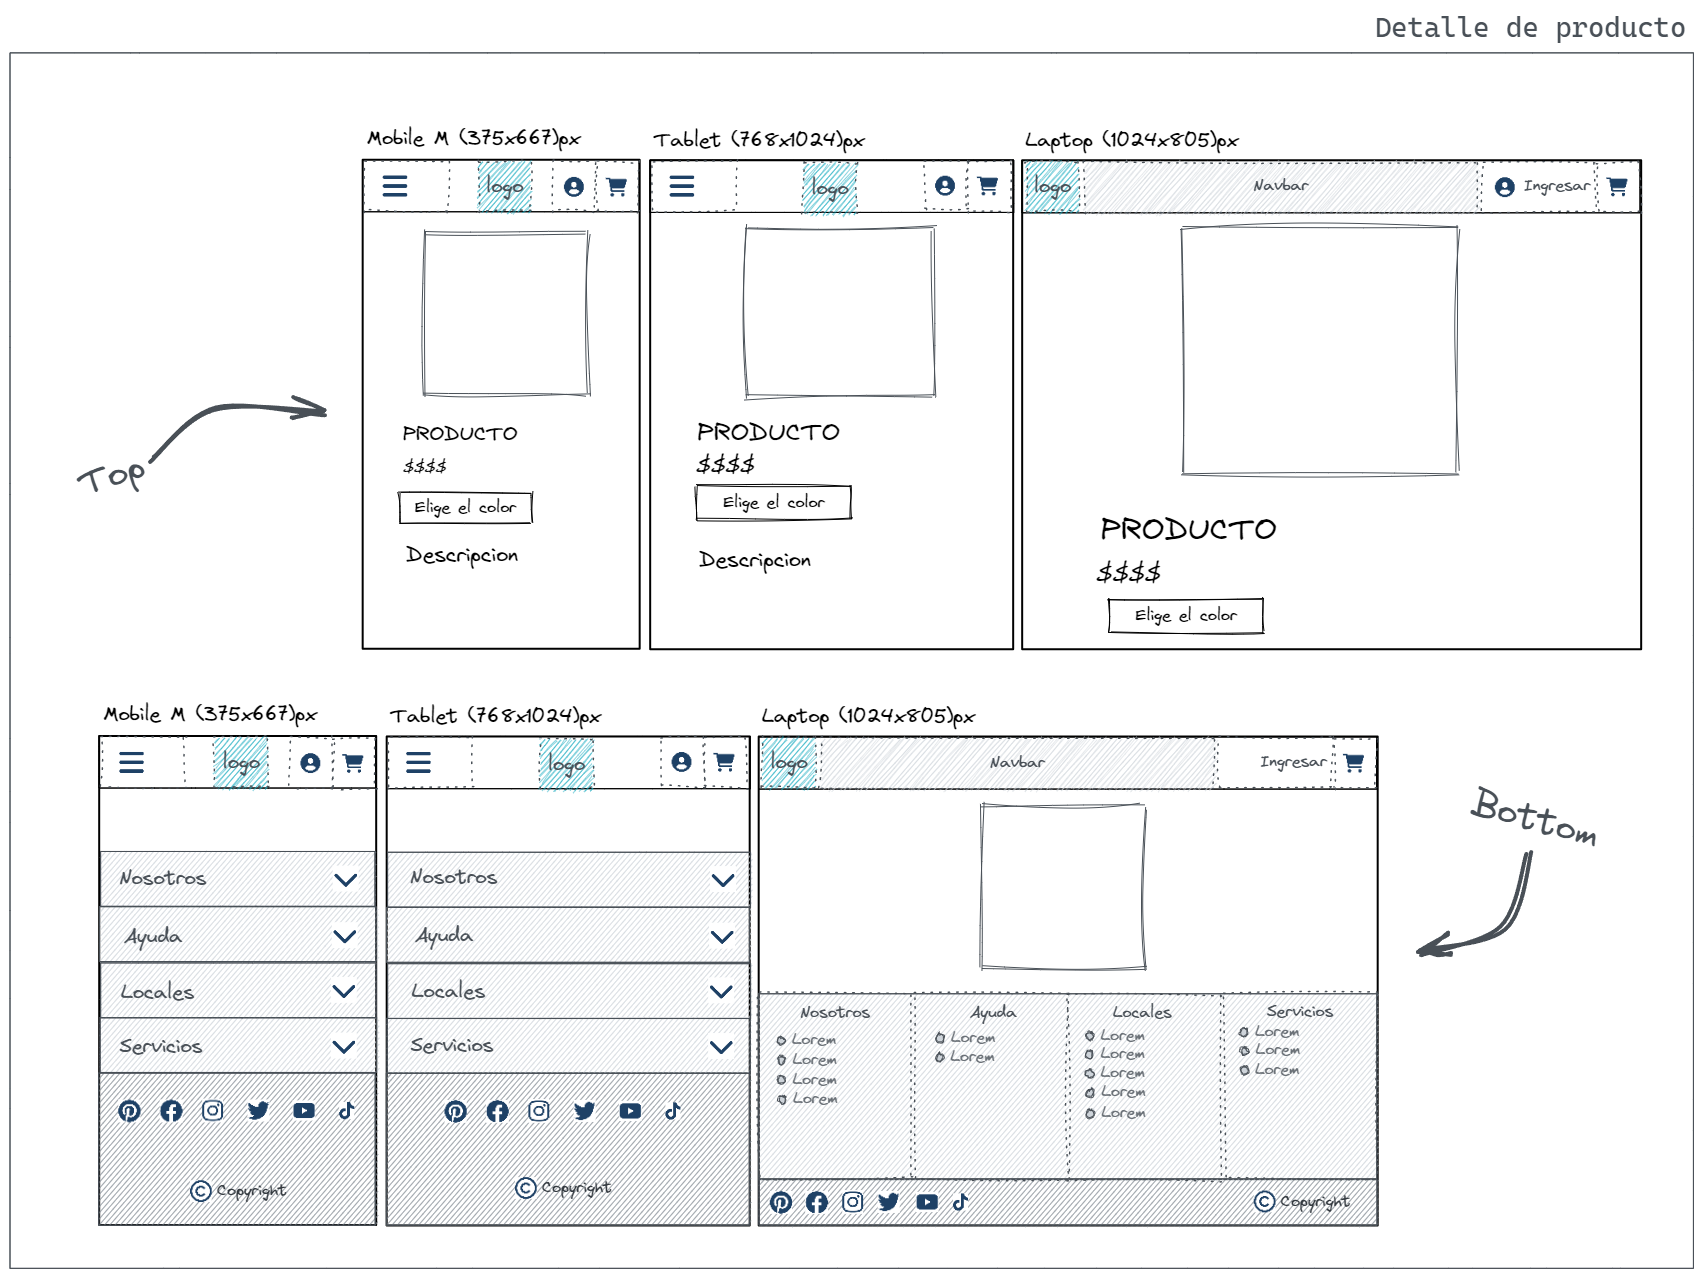 Detalle de producto
Mobile M (375x667)px
logo
PRODUCTO
$$$$
Elige el color
Descripcion
Tablet (768x1024)px
logo
PRODUCTO
$$$$
Elige el color
Descripcion
Laptop (1024x805)px
logo
Navbar
Ingresar
PRODUCTO
$$$$
Elige el color
Top
Mobile M (375x667)px
logo
Nosotros
Ayuda
Locales
Servicios
© Copyright
Tablet (768x1024)px
logo
Nosotros
Ayuda
Locales
Servicios
© Copyright
Laptop (1024x805)px
logo
Navbar
Ingresar
Nosotros
Lorem
Lorem
Lorem
Lorem
Ayuda
Lorem
Lorem
Locales
Lorem
Lorem
Lorem
Lorem
Lorem
Servicios
Lorem
Lorem
Lorem
© Copyright
Bottom